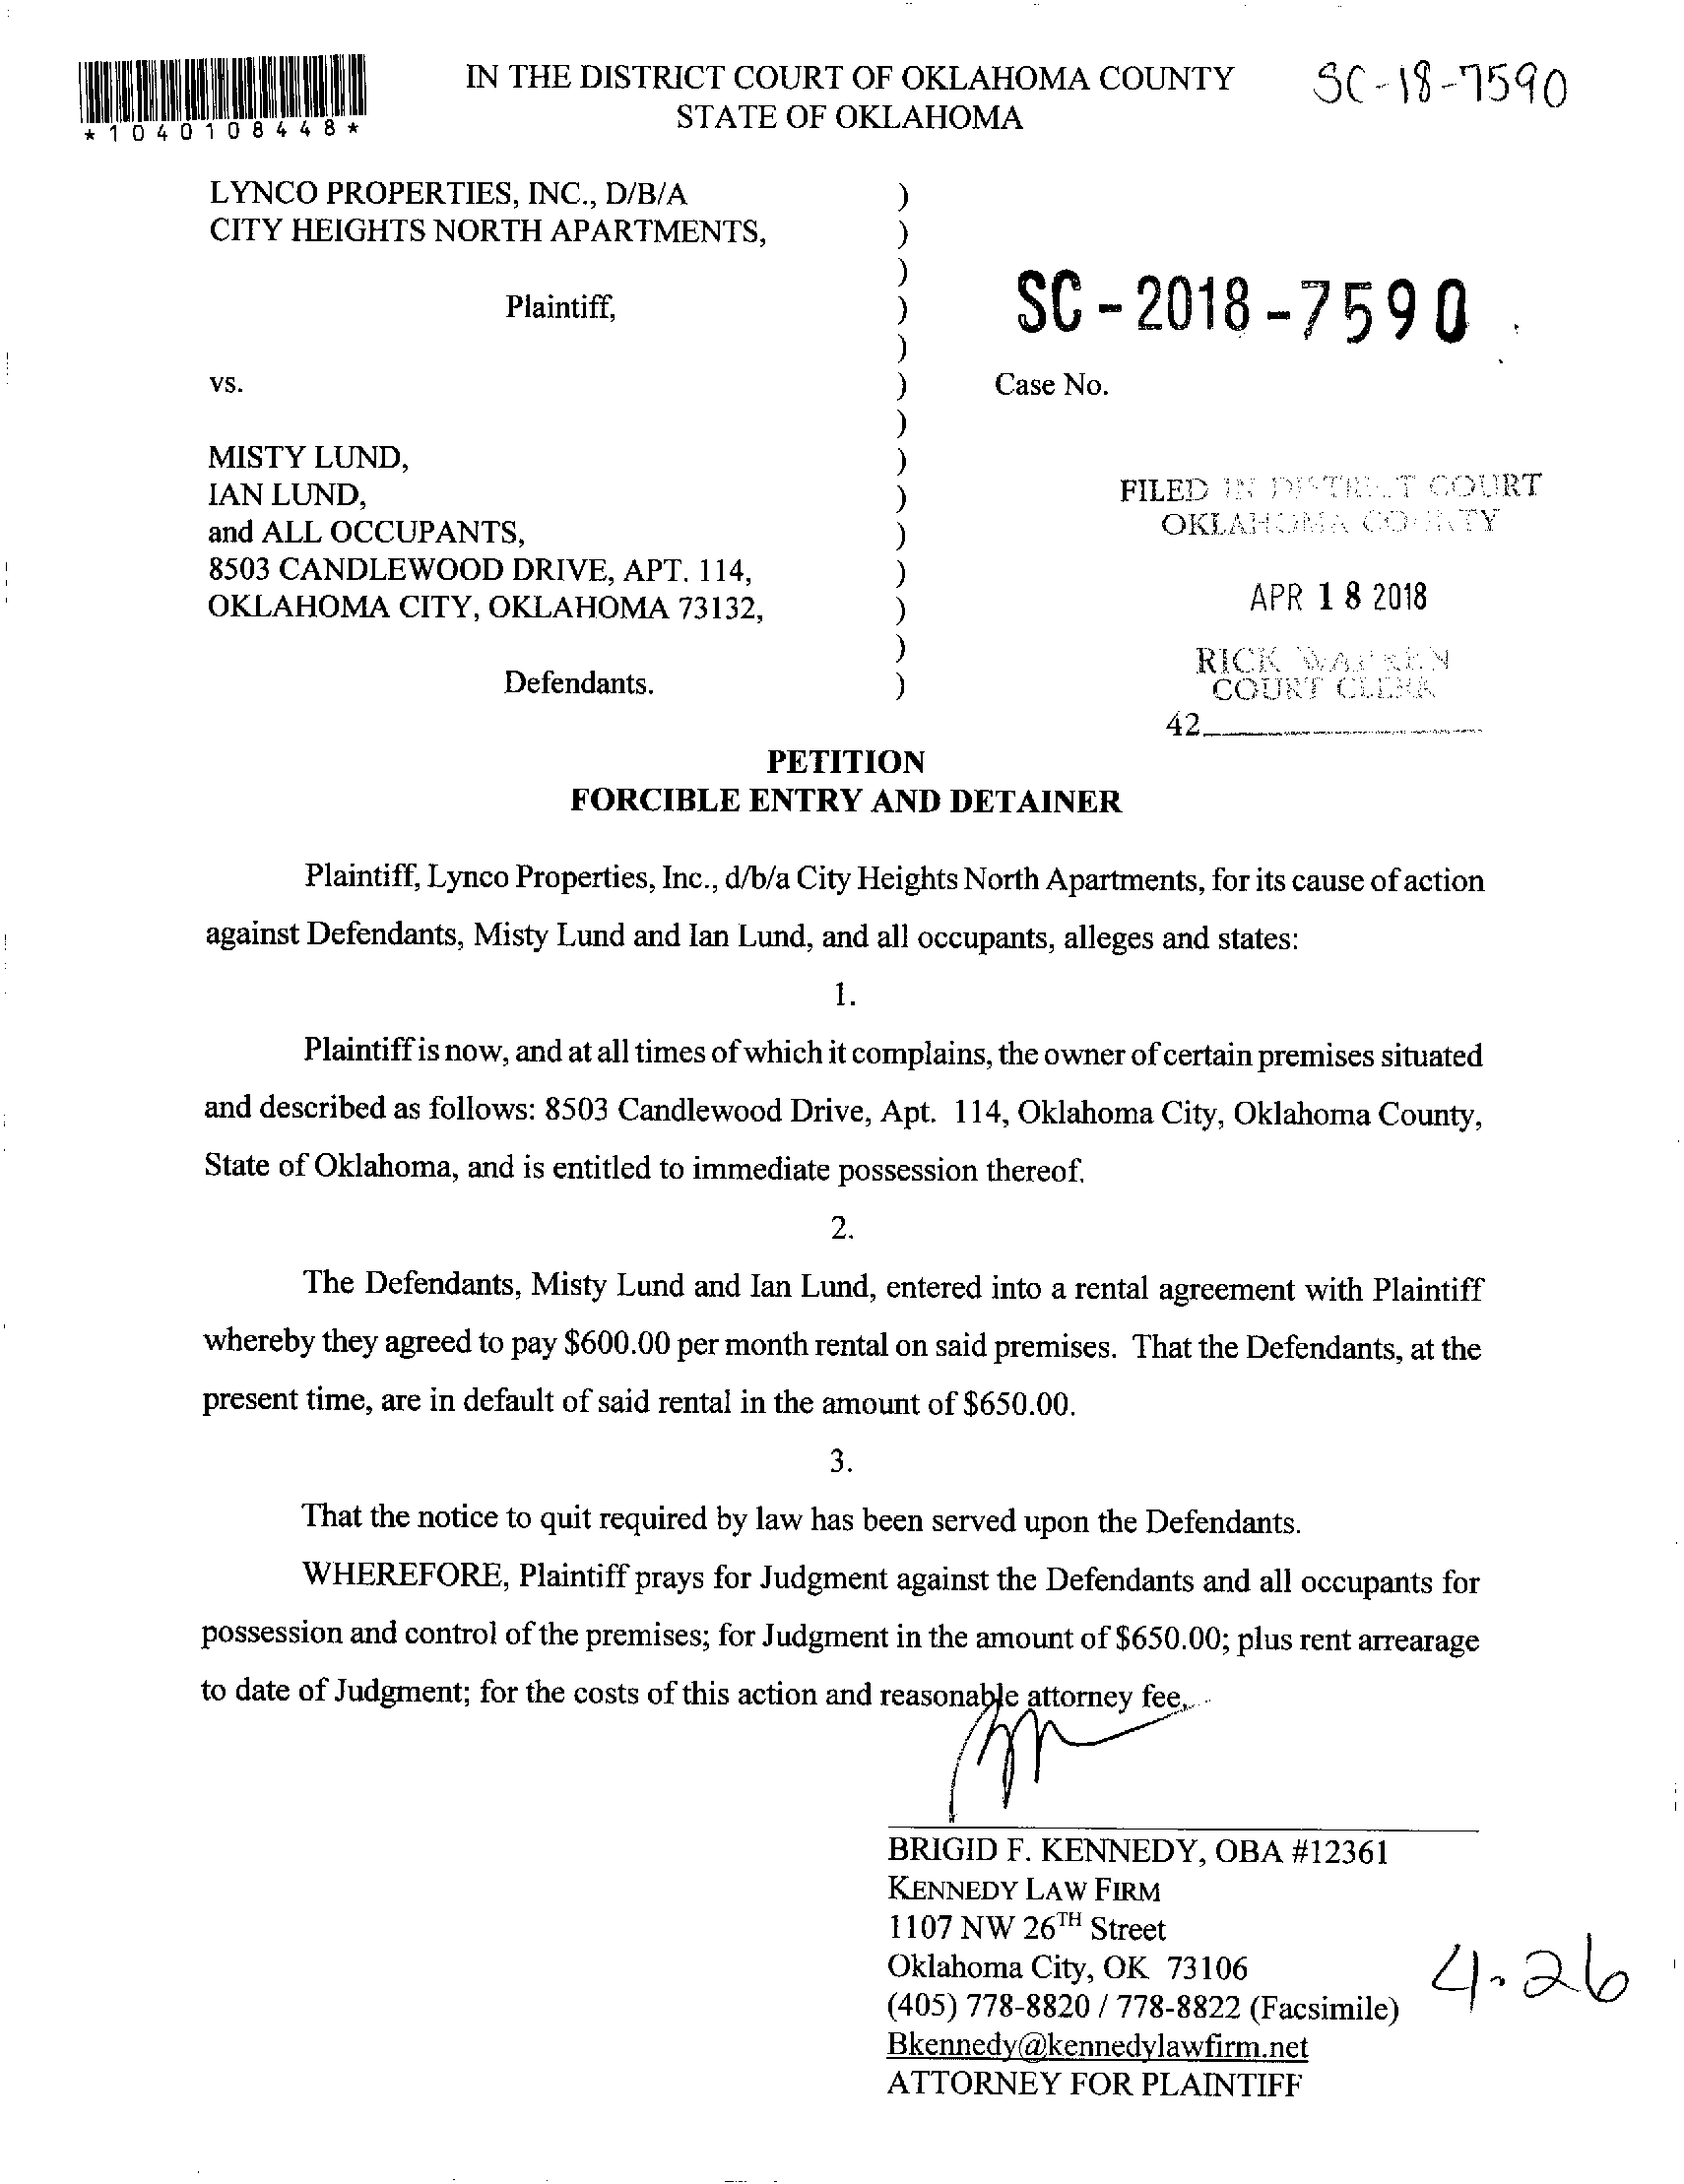 IN THE DISTRICT COURT OF OKLAHOMA COUNTY
STATE OF OKLAHOMA
SC-18-7590
*1040108448*
LYNCO PROPERTIES, INC., D/B/A )
CITY HEIGHTS NORTH APARTMENTS, )
)
Plaintiff, )
SC-2018-7590
)
vs. ) Case No.
)
MISTY LUND, )
IAN LUND, )
and ALL OCCUPANTS, )
8503 CANDLEWOOD DRIVE, APT. 114, )
OKLAHOMA CITY, OKLAHOMA 73132, )
)
Defendants. )
FILED IN DISTRICT COURT
OKLAHOMA COUNTY
APR 18 2018
RICK WARREN
COURT CLERK
42
PETITION
FORCIBLE ENTRY AND DETAINER
Plaintiff, Lynco Properties, Inc., d/b/a City Heights North Apartments, for its cause of action
against Defendants, Misty Lund and Ian Lund, and all occupants, alleges and states:
1.
Plaintiff is now, and at all times of which it complains, the owner of certain premises situated
and described as follows: 8503 Candlewood Drive, Apt. 114, Oklahoma City, Oklahoma County,
State of Oklahoma, and is entitled to immediate possession thereof.
2.
The Defendants, Misty Lund and Ian Lund, entered into a rental agreement with Plaintiff
whereby they agreed to pay $600.00 per month rental on said premises. That the Defendants, at the
present time, are in default of said rental in the amount of $650.00.
3.
That the notice to quit required by law has been served upon the Defendants.
WHEREFORE, Plaintiff prays for Judgment against the Defendants and all occupants for
possession and control of the premises; for Judgment in the amount of $650.00; plus rent arrearage
to date of Judgment; for the costs of this action and reasonable attorney fee.
BRIGID F. KENNEDY, OBA #12361
KENNEDY LAW FIRM
1107 NW 26TH Street
Oklahoma City, OK 73106
(405) 778-8820 / 778-8822 (Facsimile)
Bkennedy@kennedylawfirm.net
ATTORNEY FOR PLAINTIFF
4.26